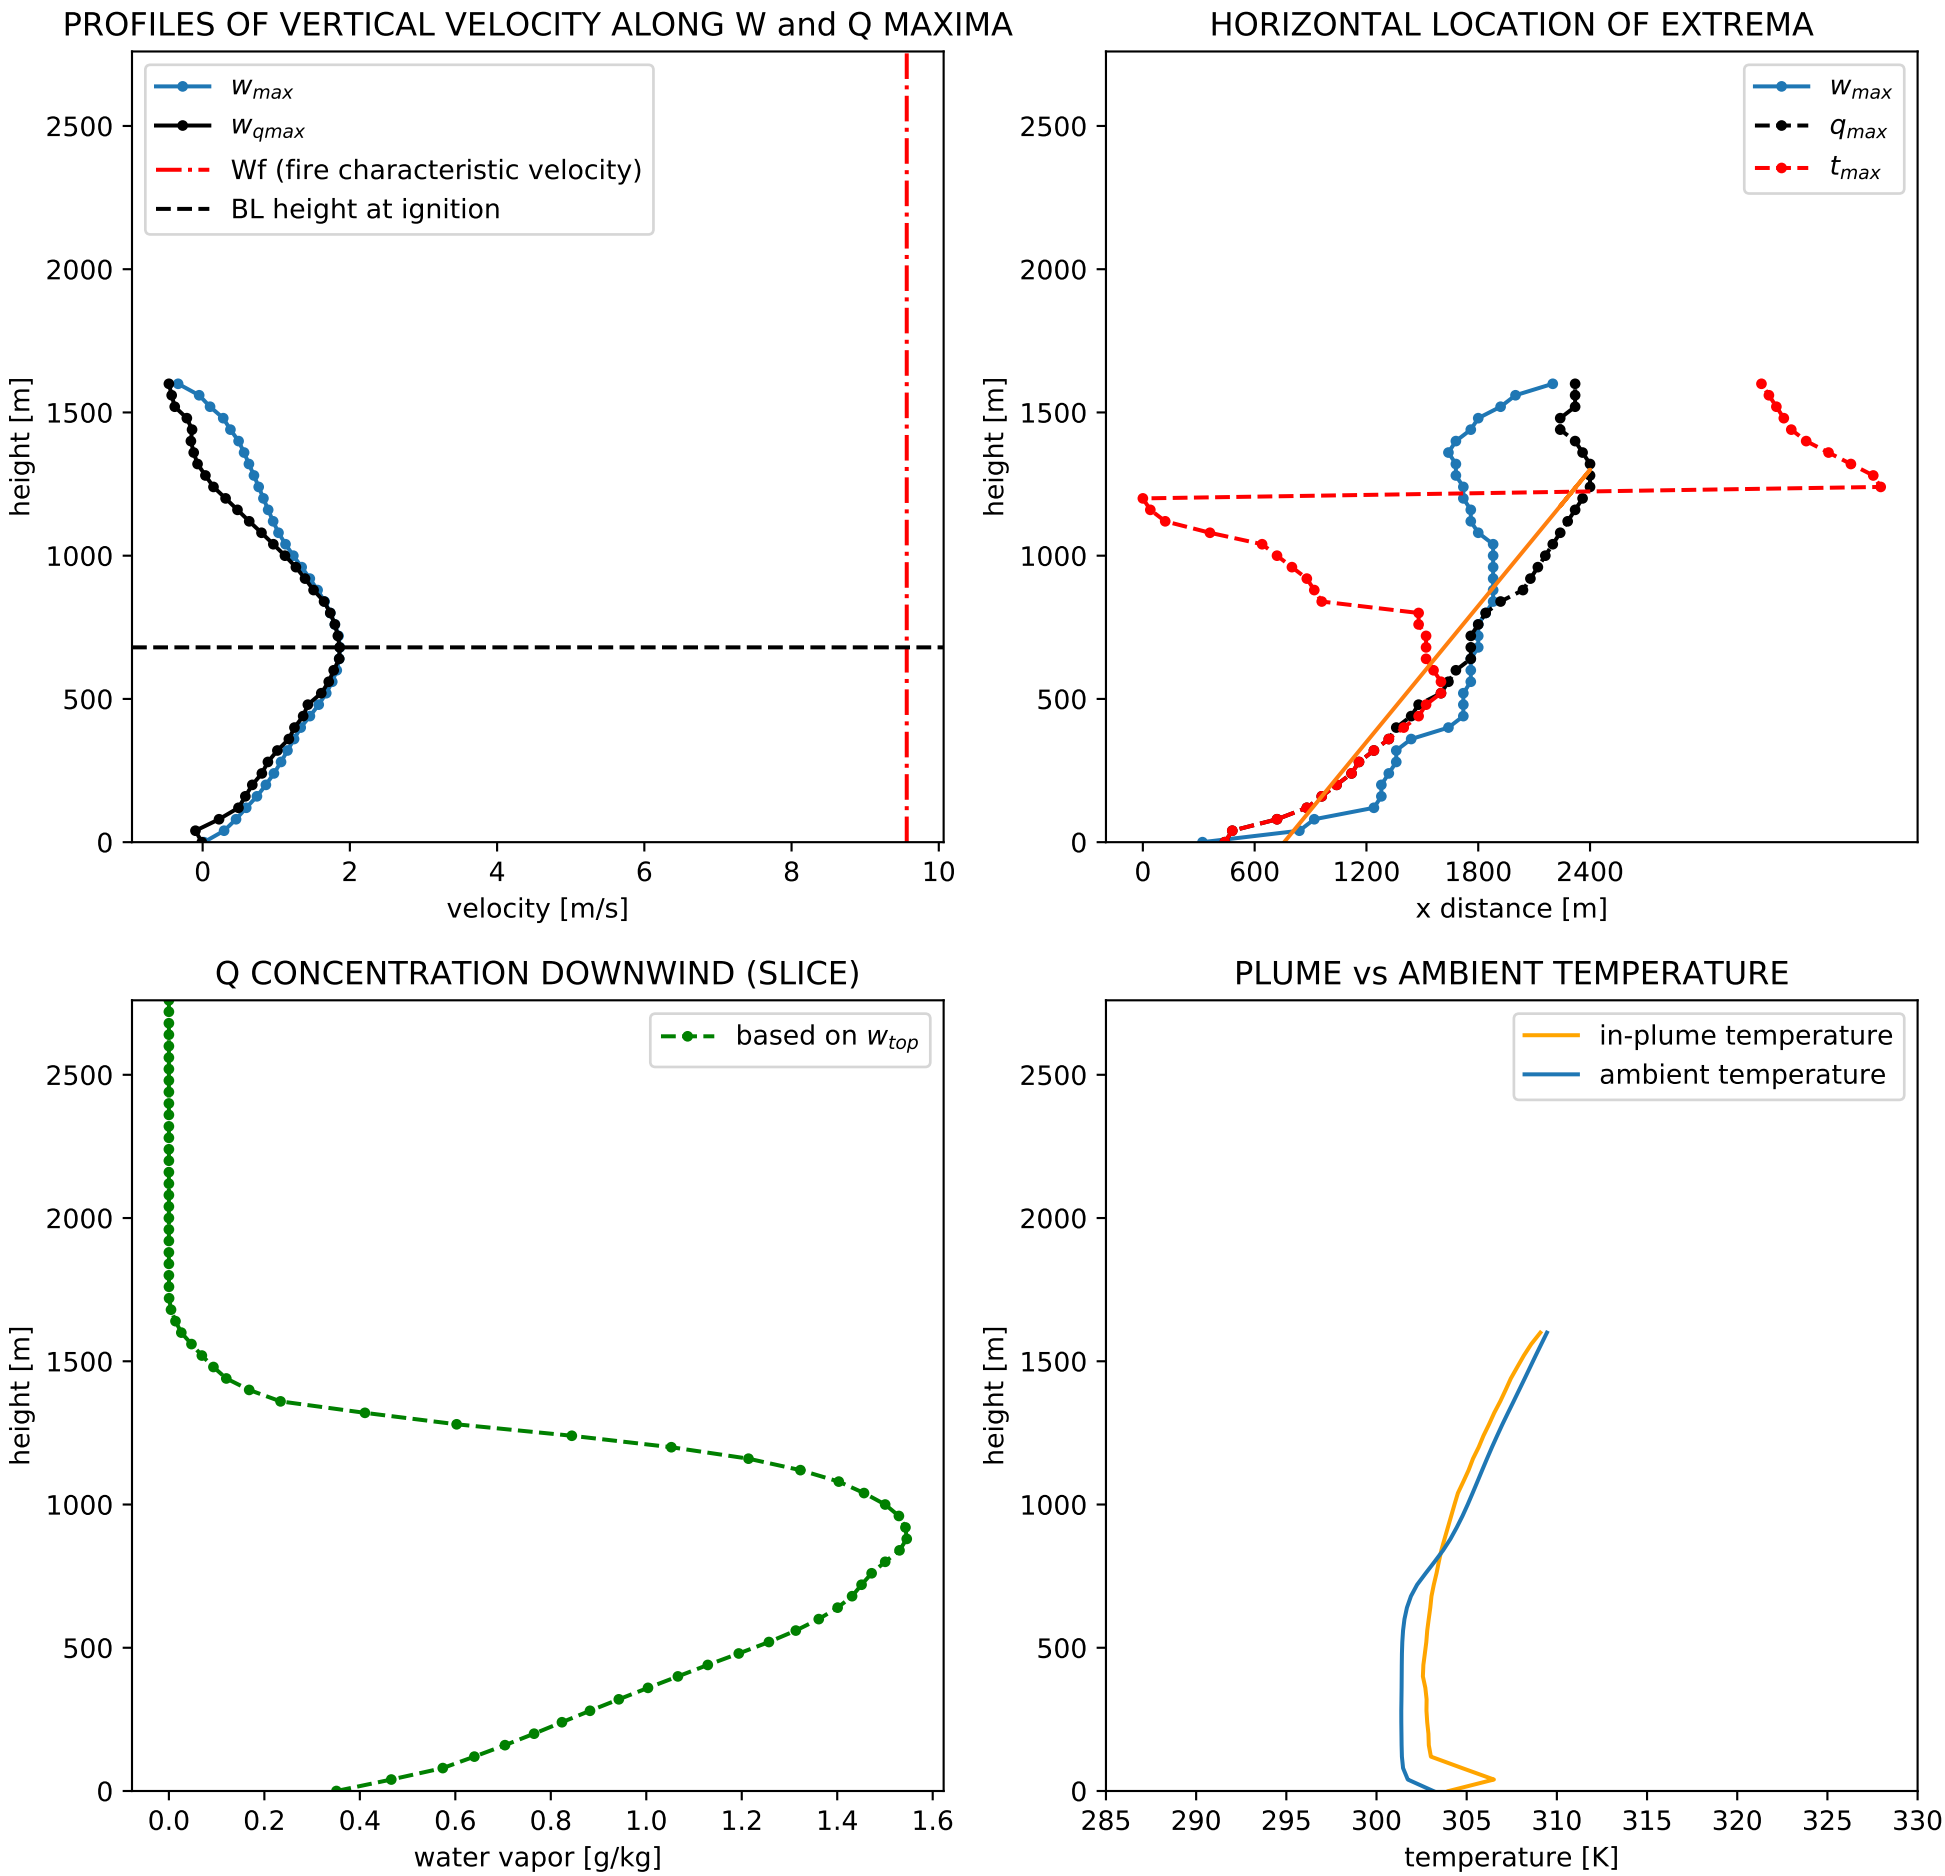 PROFILES OF VERTICAL VELOCITY ALONG W and Q MAXIMA
w_max
w_qmax
Wf (fire characteristic velocity)
BL height at ignition
2500
2000
1500
1000
500
0
height [m]
0 2 4 6 8 10
velocity [m/s]
HORIZONTAL LOCATION OF EXTREMA
w_max
q_max
t_max
2500
2000
1500
1000
500
0
height [m]
0 600 1200 1800 2400
x distance [m]
Q CONCENTRATION DOWNWIND (SLICE)
based on w_top
2500
2000
1500
1000
500
0
height [m]
0.0 0.2 0.4 0.6 0.8 1.0 1.2 1.4 1.6
water vapor [g/kg]
PLUME vs AMBIENT TEMPERATURE
in-plume temperature
ambient temperature
2500
2000
1500
1000
500
0
height [m]
285 290 295 300 305 310 315 320 325 330
temperature [K]